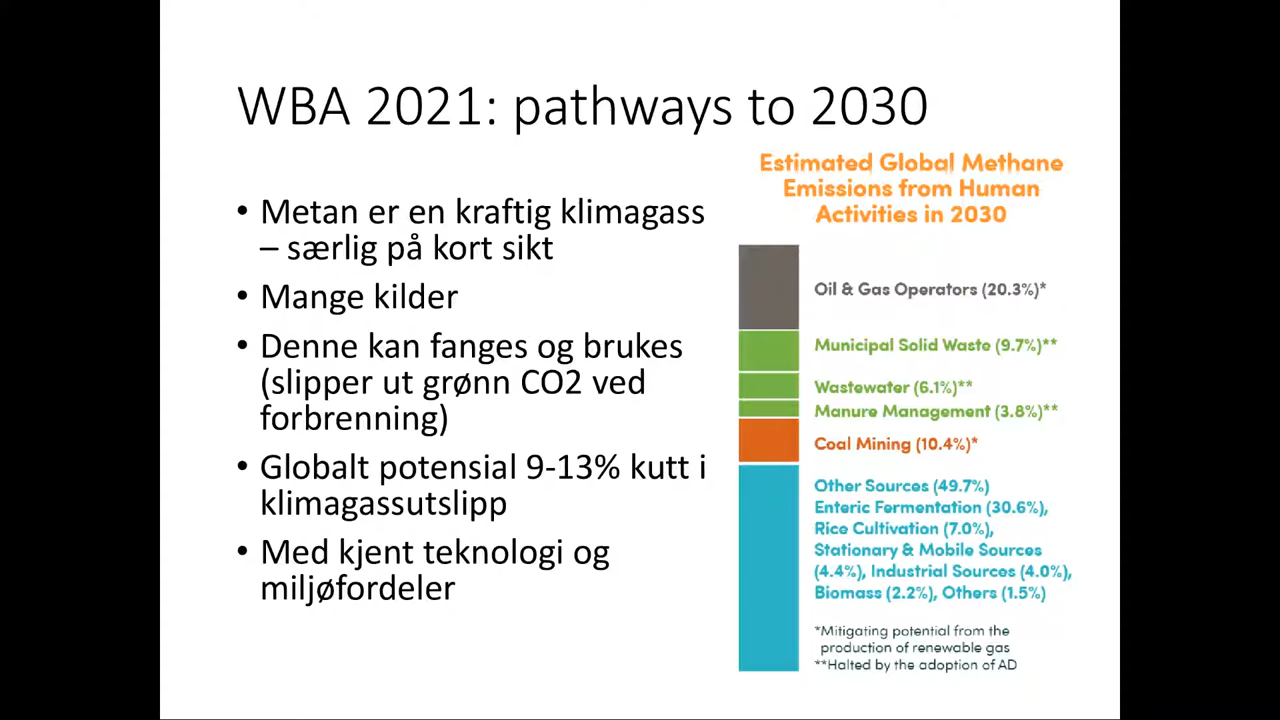 WBA 2021: pathways to 2030
• Metan er en kraftig klimagass
– særlig på kort sikt
• Mange kilder
• Denne kan fanges og brukes
(slipper ut grønn CO2 ved
forbrenning)
• Globalt potensial 9-13% kutt i
klimagassutslipp
• Med kjent teknologi og
miljøfordeler
Estimated Global Methane
Emissions from Human
Activities in 2030
Oil & Gas Operators (20.3%)*
Municipal Solid Waste (9.7%)**
Wastewater (6.1%)**
Manure Management (3.8%)**
Coal Mining (10.4%)*
Other Sources (49.7%)
Enteric Fermentation (30.6%),
Rice Cultivation (7.0%),
Stationary & Mobile Sources
(4.4%), Industrial Sources (4.0%),
Biomass (2.2%), Others (1.5%)
*Mitigating potential from the
production of renewable gas
**Halted by the adoption of AD